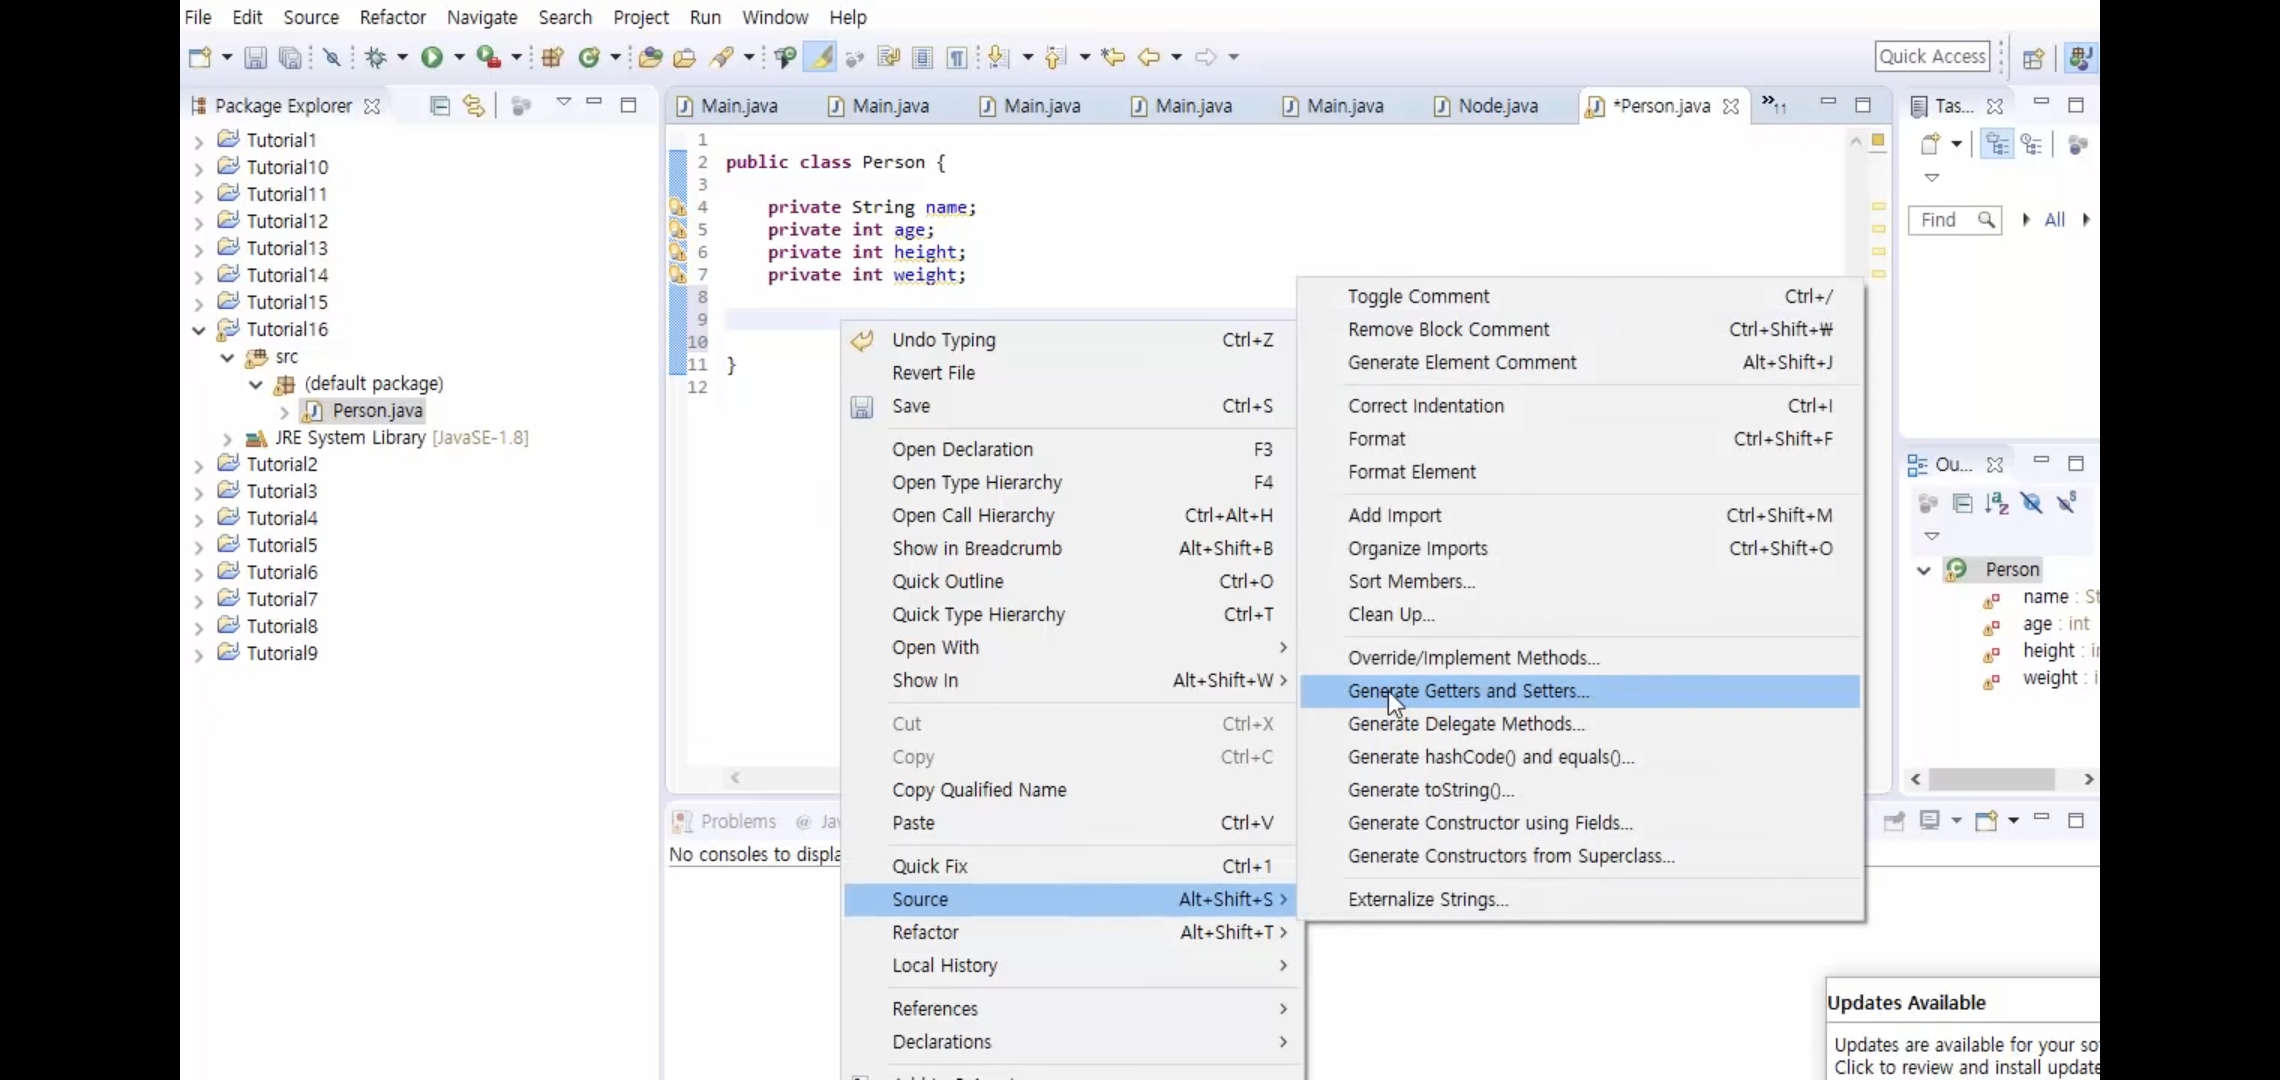 File Edit Source Refactor Navigate Search Project Run Window Help
Quick Access
Package Explorer
Tutorial1
Tutorial10
Tutorial11
Tutorial12
Tutorial13
Tutorial14
Tutorial15
Tutorial16
src
(default package)
Person.java
JRE System Library [JavaSE-1.8]
Tutorial2
Tutorial3
Tutorial4
Tutorial5
Tutorial6
Tutorial7
Tutorial8
Tutorial9
Main.java Main.java Main.java Main.java Main.java Node.java *Person.java »11
1
2 public class Person {
3
4 private String name;
5 private int age;
6 private int height;
7 private int weight;
8
9
10
11 }
12
Undo Typing Ctrl+Z
Revert File
Save Ctrl+S
Open Declaration F3
Open Type Hierarchy F4
Open Call Hierarchy Ctrl+Alt+H
Show in Breadcrumb Alt+Shift+B
Quick Outline Ctrl+O
Quick Type Hierarchy Ctrl+T
Open With
Show In Alt+Shift+W
Cut Ctrl+X
Copy Ctrl+C
Copy Qualified Name
Paste Ctrl+V
Quick Fix Ctrl+1
Source Alt+Shift+S
Refactor Alt+Shift+T
Local History
References
Declarations
Toggle Comment Ctrl+/
Remove Block Comment Ctrl+Shift+₩
Generate Element Comment Alt+Shift+J
Correct Indentation Ctrl+I
Format Ctrl+Shift+F
Format Element
Add Import Ctrl+Shift+M
Organize Imports Ctrl+Shift+O
Sort Members...
Clean Up...
Override/Implement Methods...
Generate Getters and Setters...
Generate Delegate Methods...
Generate hashCode() and equals()...
Generate toString()...
Generate Constructor using Fields...
Generate Constructors from Superclass...
Externalize Strings...
Problems @ Jav
No consoles to displa
Tas...
Find All
Ou...
Person
name : St
age : int
height : i
weight : i
Updates Available
Updates are available for your so
Click to review and install update